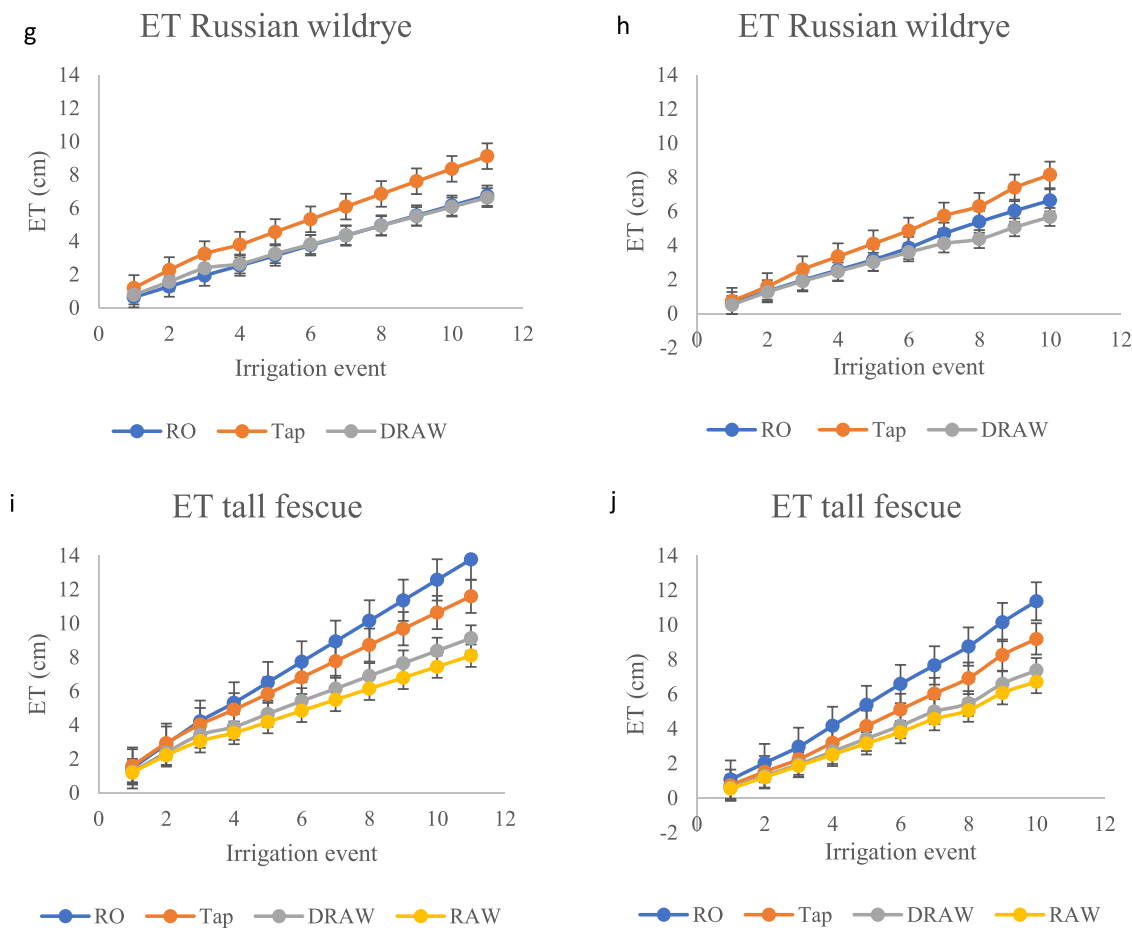 g
ET Russian wildrye
14
12
10
8
6
4
2
0
ET (cm)
0 2 4 6 8 10 12
Irrigation event
RO Tap DRAW
h
ET Russian wildrye
14
12
10
8
6
4
2
0
-2
ET (cm)
0 2 4 6 8 10 12
Irrigation event
RO Tap DRAW
i
ET tall fescue
14
12
10
8
6
4
2
0
ET (cm)
0 2 4 6 8 10 12
Irrigation event
RO Tap DRAW RAW
j
ET tall fescue
14
12
10
8
6
4
2
0
-2
ET (cm)
0 2 4 6 8 10 12
Irrigation event
RO Tap DRAW RAW